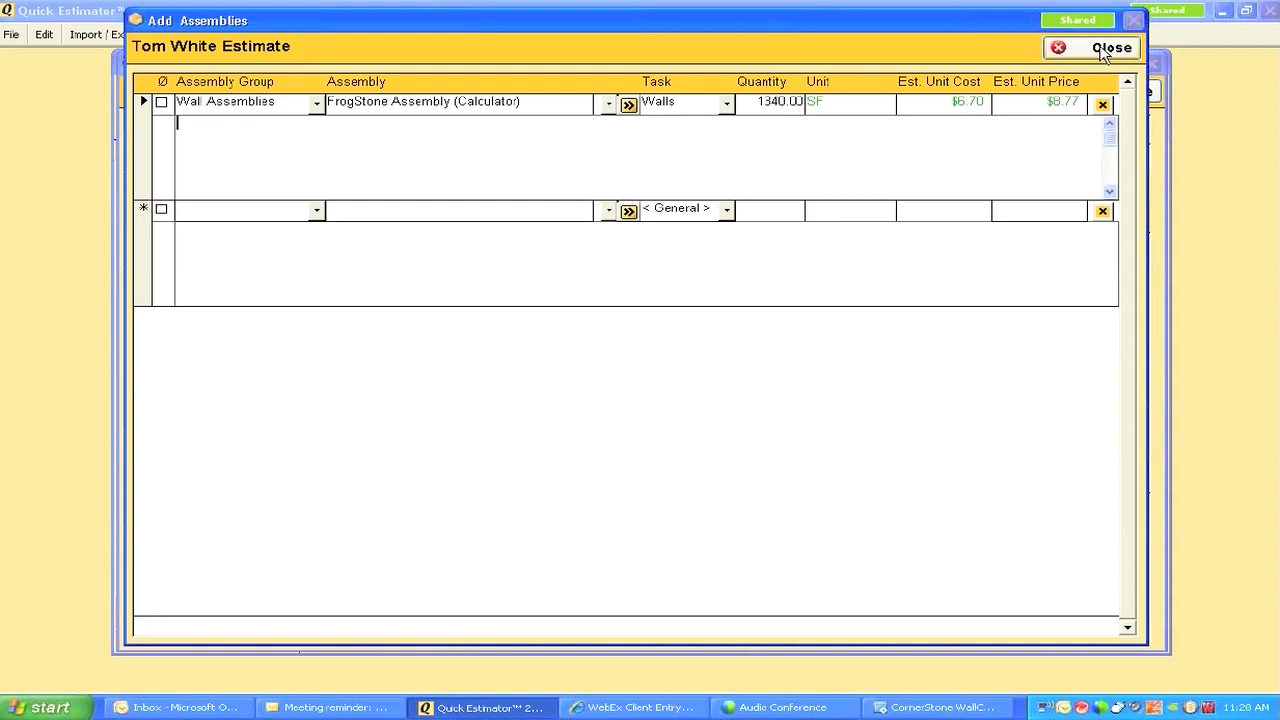 Quick Estimator™
Shared
File Edit Import / Ex
Add Assemblies
Shared
Tom White Estimate
Close
Ø Assembly Group Assembly Task Quantity Unit Est. Unit Cost Est. Unit Price
Wall Assemblies FrogStone Assembly (Calculator) Walls 1340.00 SF $6.70 $8.77
* < General >
start Inbox - Microsoft O... Meeting reminder: ... Quick Estimator™ 2... WebEx Client Entry... Audio Conference CornerStone WallC... 11:28 AM